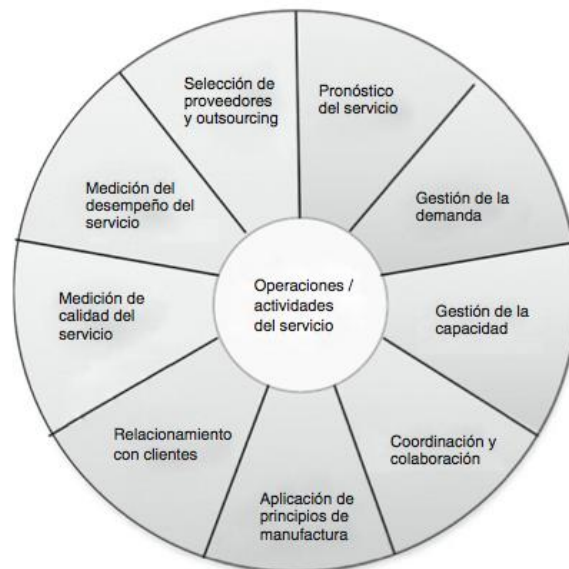 Selección de
proveedores
y outsourcing
Pronóstico
del servicio
Gestión de la
demanda
Gestión de la
capacidad
Coordinación y
colaboración
Aplicación de
principios de
manufactura
Relacionamiento
con clientes
Medición de
calidad del
servicio
Medición del
desempeño del
servicio
Operaciones /
actividades
del servicio